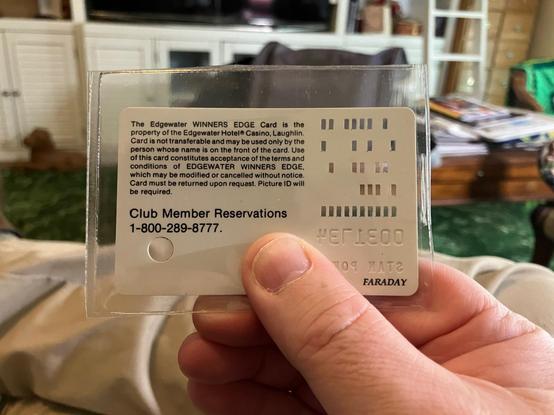 The Edgewater WINNERS EDGE Card is the
property of the Edgewater Hotel® Casino, Laughlin.
Card is not transferable and may be used only by the
person whose name is on the front of the card. Use
of this card constitutes acceptance of the terms and
conditions of EDGEWATER WINNERS EDGE,
which may be modified or cancelled without notice.
Card must be returned upon request. Picture ID will
be required.
Club Member Reservations
1-800-289-8777.
FARADAY